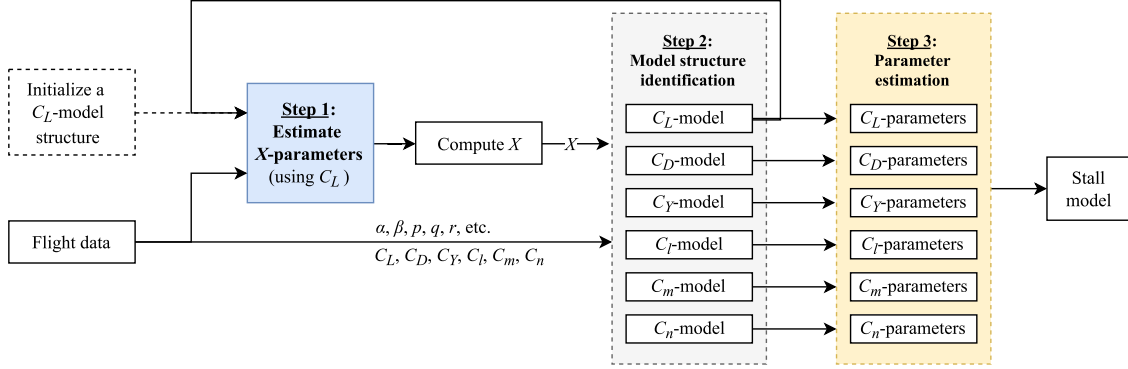 Initialize a
C_L-model
structure
Flight data
Step 1:
Estimate
X-parameters
(using C_L )
Compute X
X
α, β, p, q, r, etc.
C_L, C_D, C_Y, C_l, C_m, C_n
Step 2:
Model structure
identification
C_L-model
C_D-model
C_Y-model
C_l-model
C_m-model
C_n-model
Step 3:
Parameter
estimation
C_L-parameters
C_D-parameters
C_Y-parameters
C_l-parameters
C_m-parameters
C_n-parameters
Stall
model